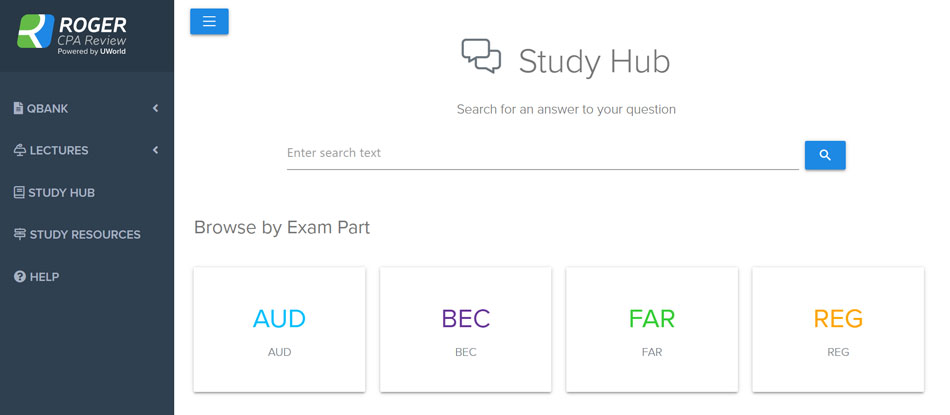 ROGER
CPA Review
Powered by UWorld
QBANK
LECTURES
STUDY HUB
STUDY RESOURCES
HELP
Study Hub
Search for an answer to your question
Enter search text
Browse by Exam Part
AUD
AUD
BEC
BEC
FAR
FAR
REG
REG